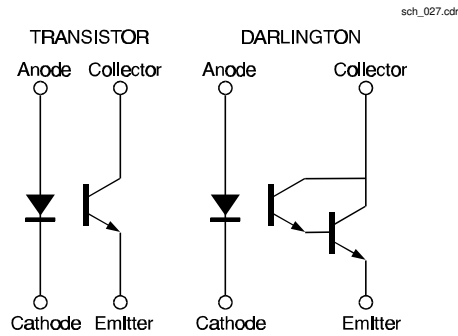 sch_027.cdr
TRANSISTOR DARLINGTON
Anode Collector Anode Collector
Cathode Emitter Cathode Emitter